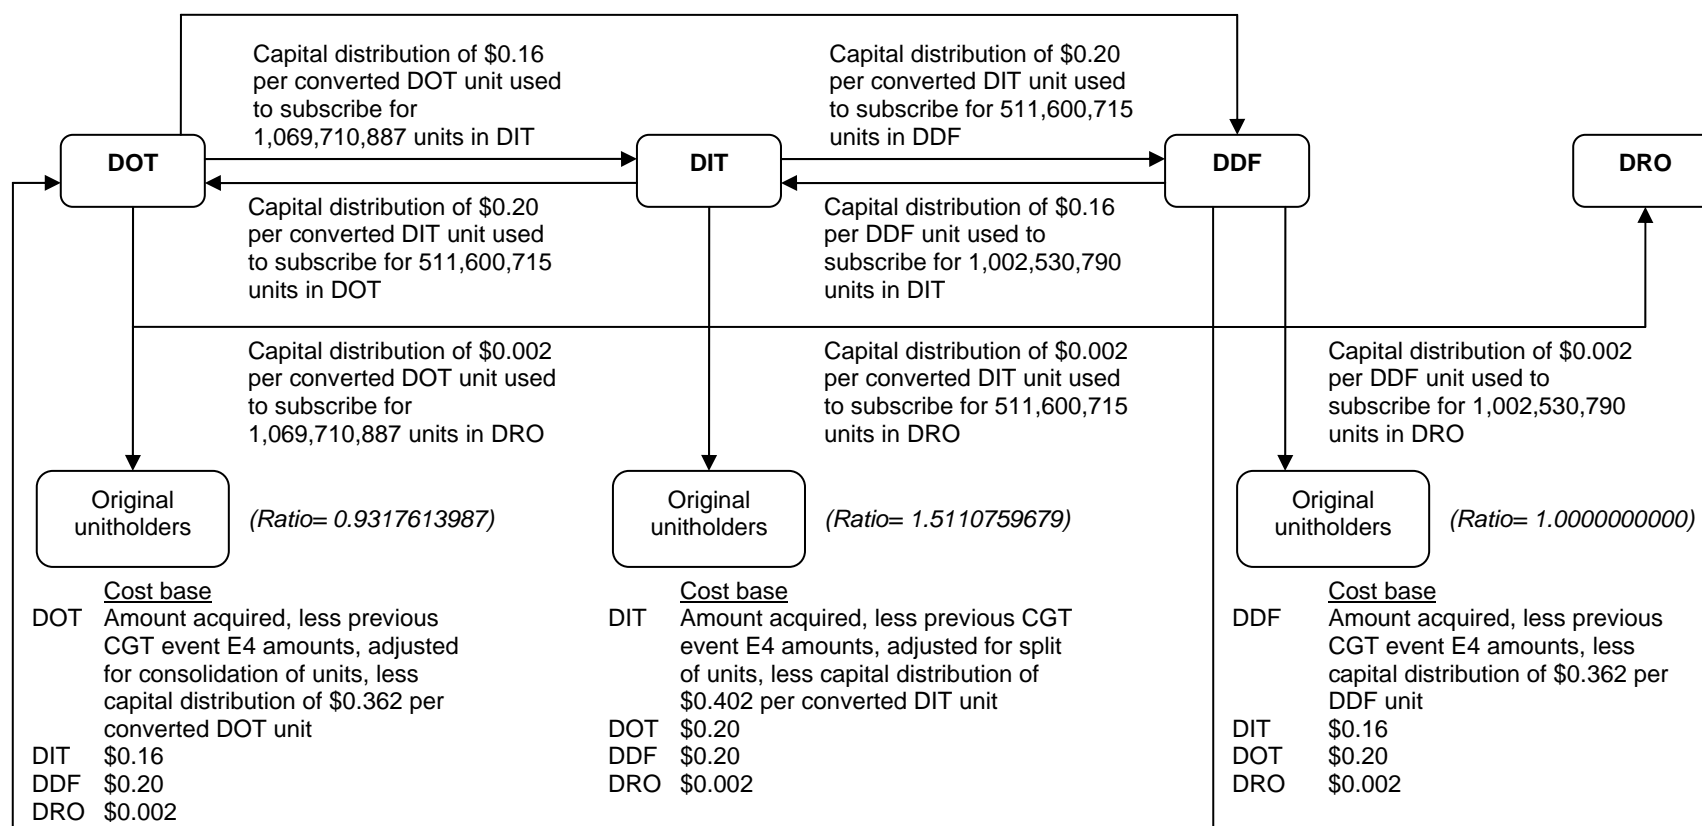 Capital distribution of $0.16
per converted DOT unit used
to subscribe for
1,069,710,887 units in DIT
Capital distribution of $0.20
per converted DIT unit used
to subscribe for 511,600,715
units in DDF
DOT
DIT
DDF
DRO
Capital distribution of $0.20
per converted DIT unit used
to subscribe for 511,600,715
units in DOT
Capital distribution of $0.16
per DDF unit used to
subscribe for 1,002,530,790
units in DIT
Capital distribution of $0.002
per converted DOT unit used
to subscribe for
1,069,710,887 units in DRO
Capital distribution of $0.002
per converted DIT unit used
to subscribe for 511,600,715
units in DRO
Capital distribution of $0.002
per DDF unit used to
subscribe for 1,002,530,790
units in DRO
Original
unitholders
(Ratio= 0.9317613987)
Original
unitholders
(Ratio= 1.5110759679)
Original
unitholders
(Ratio= 1.0000000000)
Cost base
DOT Amount acquired, less previous
CGT event E4 amounts, adjusted
for consolidation of units, less
capital distribution of $0.362 per
converted DOT unit
DIT $0.16
DDF $0.20
DRO $0.002
Cost base
DIT Amount acquired, less previous CGT
event E4 amounts, adjusted for split
of units, less capital distribution of
$0.402 per converted DIT unit
DOT $0.20
DDF $0.20
DRO $0.002
Cost base
DDF Amount acquired, less previous
CGT event E4 amounts, less
capital distribution of $0.362 per
DDF unit
DIT $0.16
DOT $0.20
DRO $0.002